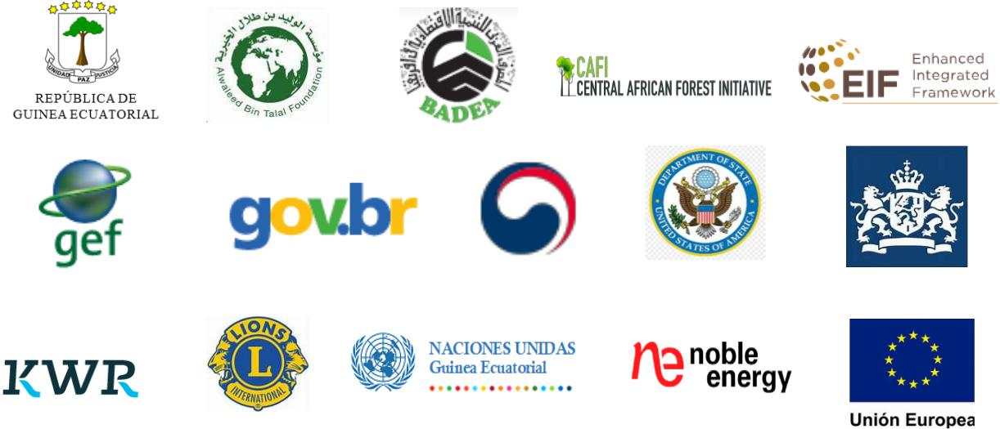 UNIDAD PAZ JUSTICIA
REPÚBLICA DE
GUINEA ECUATORIAL
مؤسسة الوليد بن طلال الخيرية
Alwaleed Bin Talal Foundation
المصرف العربي للتنمية الاقتصادية في أفريقيا
BADEA
CAFI
CENTRAL AFRICAN FOREST INITIATIVE
EIF
Enhanced
Integrated
Framework
gef
gov.br
DEPARTMENT OF STATE
UNITED STATES OF AMERICA
KWR
LIONS
L
INTERNATIONAL
®
NACIONES UNIDAS
Guinea Ecuatorial
ne noble
energy
Unión Europea